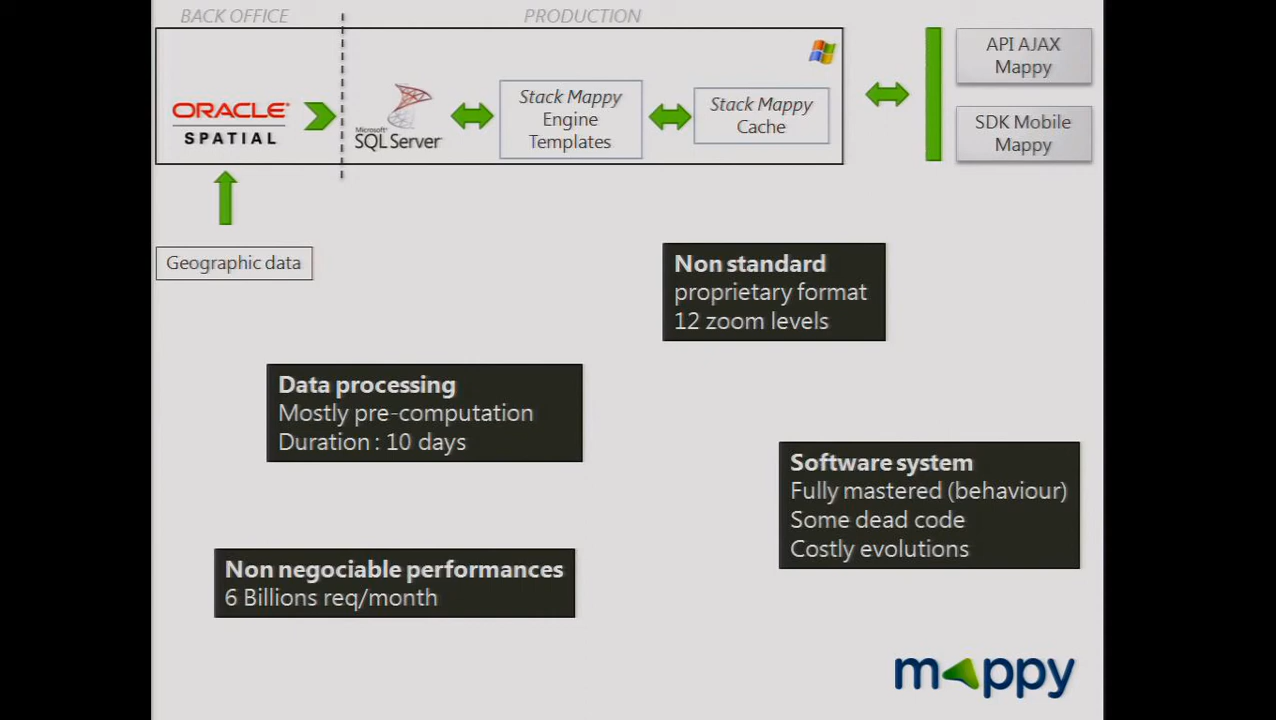 BACK OFFICE
PRODUCTION
ORACLE
SPATIAL
Microsoft
SQL Server
Stack Mappy
Engine
Templates
Stack Mappy
Cache
API AJAX
Mappy
SDK Mobile
Mappy
Geographic data
Non standard
proprietary format
12 zoom levels
Data processing
Mostly pre-computation
Duration : 10 days
Software system
Fully mastered (behaviour)
Some dead code
Costly evolutions
Non negociable performances
6 Billions req/month
mappy